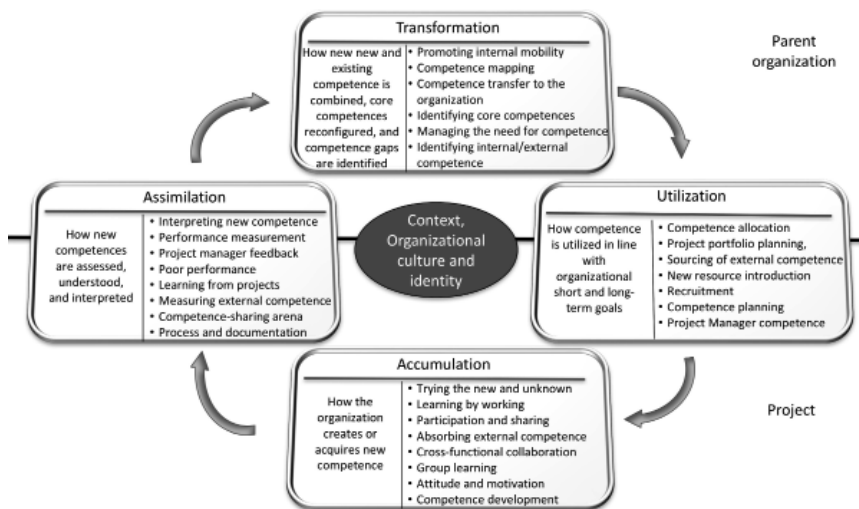 Transformation
How new new and
existing
competence is
combined, core
competences
reconfigured, and
competence gaps
are identified
• Promoting internal mobility
• Competence mapping
• Competence transfer to the
organization
• Identifying core competences
• Managing the need for competence
• Identifying internal/external
competence
Parent
organization
Assimilation
How new
competences
are assessed,
understood,
and interpreted
• Interpreting new competence
• Performance measurement
• Project manager feedback
• Poor performance
• Learning from projects
• Measuring external competence
• Competence-sharing arena
• Process and documentation
Context,
Organizational
culture and
identity
Utilization
How competence
is utilized in line
with
organizational
short and long-
term goals
• Competence allocation
• Project portfolio planning,
• Sourcing of external competence
• New resource introduction
• Recruitment
• Competence planning
• Project Manager competence
Accumulation
How the
organization
creates or
acquires new
competence
• Trying the new and unknown
• Learning by working
• Participation and sharing
• Absorbing external competence
• Cross-functional collaboration
• Group learning
• Attitude and motivation
• Competence development
Project